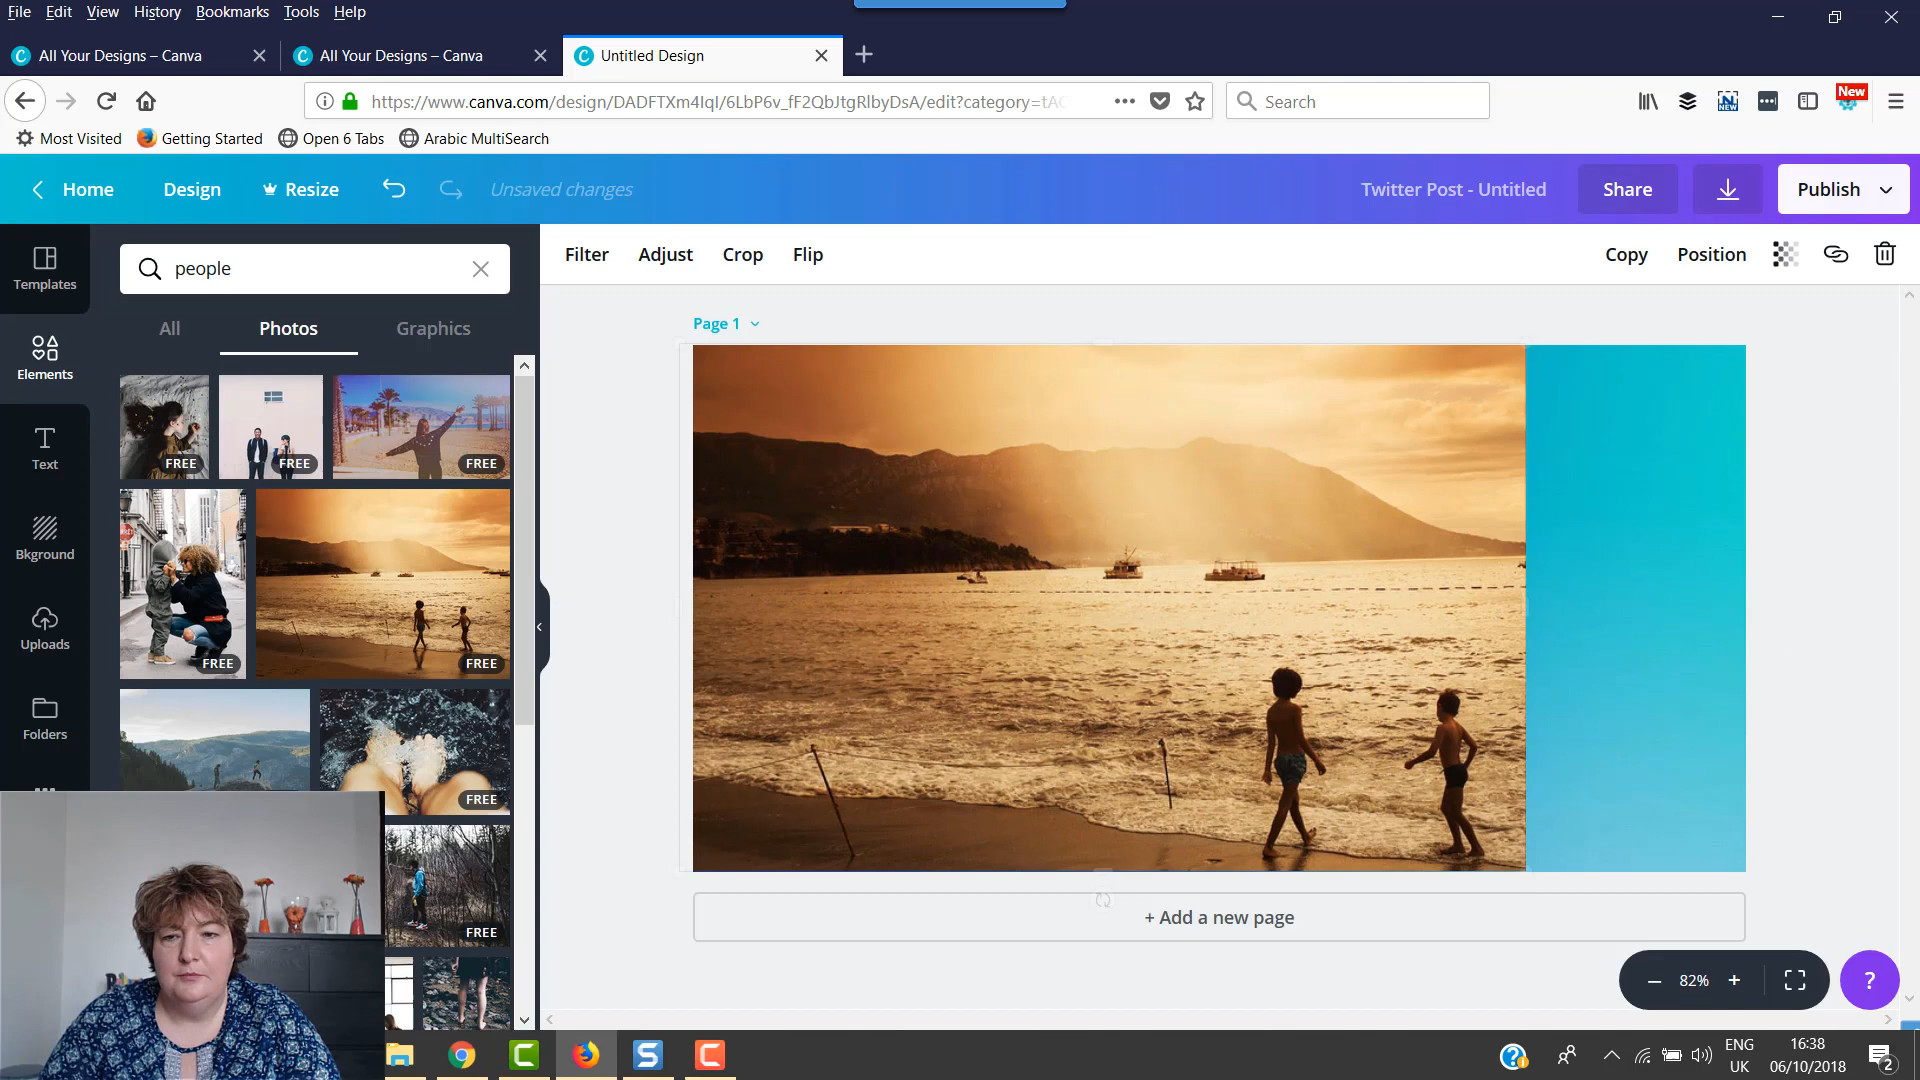 File Edit View History Bookmarks Tools Help
All Your Designs – Canva
All Your Designs – Canva
Untitled Design
https://www.canva.com/design/DADFTXm4IqI/6LbP6v_fF2QbJtgRlbyDsA/edit?category=tAC
Search
New
Most Visited
Getting Started
Open 6 Tabs
Arabic MultiSearch
Home
Design
Resize
Unsaved changes
Twitter Post - Untitled
Share
Publish
Templates
Elements
Text
Bkground
Uploads
Folders
people
All
Photos
Graphics
FREE
FREE
FREE
FREE
FREE
FREE
FREE
Filter
Adjust
Crop
Flip
Copy
Position
Page 1
+ Add a new page
82%
?
ENG
UK
16:38
06/10/2018
2